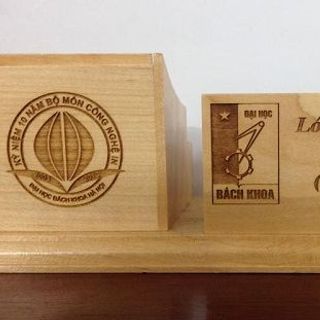 KỶ NIỆM 10 NĂM BỘ MÔN CÔNG NGHỆ IN
ĐẠI HỌC BÁCH KHOA HÀ NỘI
ĐẠI HỌC
BÁCH KHOA